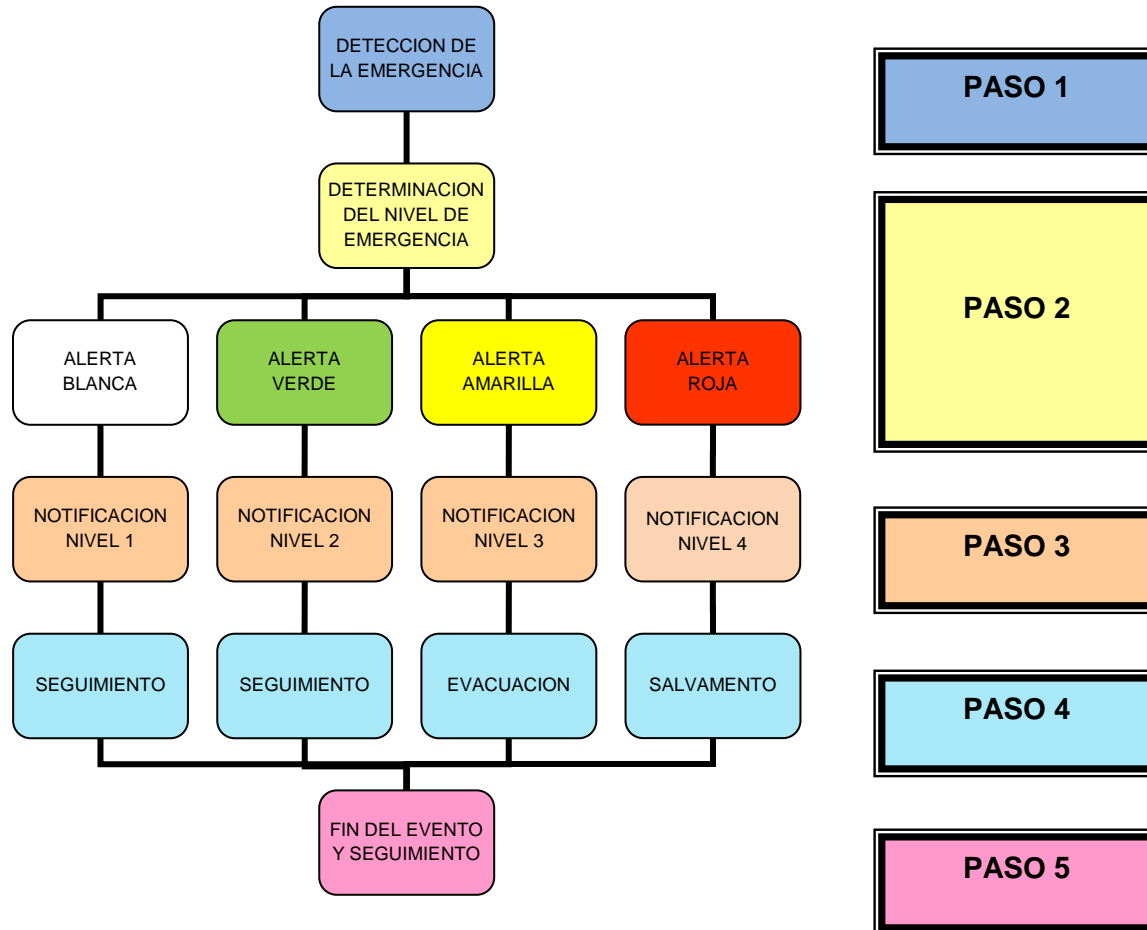 DETECCION DE
LA EMERGENCIA
PASO 1
DETERMINACION
DEL NIVEL DE
EMERGENCIA
PASO 2
ALERTA
BLANCA
ALERTA
VERDE
ALERTA
AMARILLA
ALERTA
ROJA
NOTIFICACION
NIVEL 1
NOTIFICACION
NIVEL 2
NOTIFICACION
NIVEL 3
NOTIFICACION
NIVEL 4
PASO 3
SEGUIMIENTO
SEGUIMIENTO
EVACUACION
SALVAMENTO
PASO 4
FIN DEL EVENTO
Y SEGUIMIENTO
PASO 5